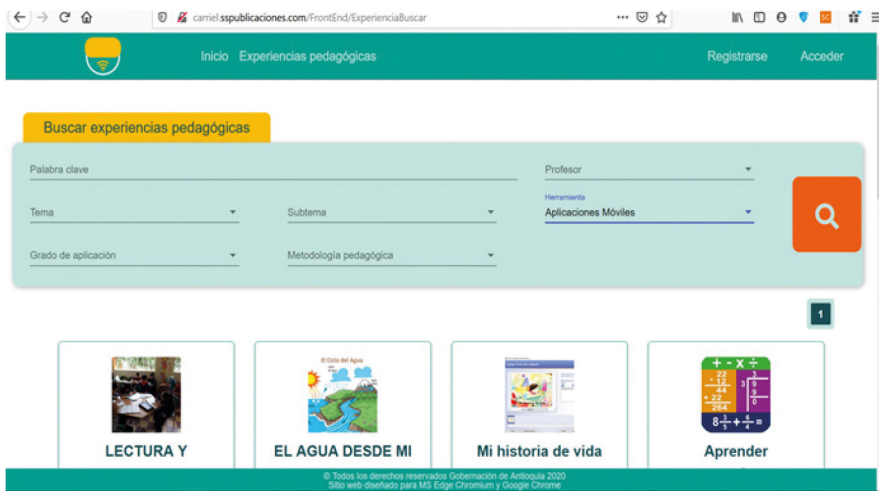 carriel.sspublicaciones.com/FrontEnd/ExperienciaBuscar
Inicio Experiencias pedagógicas Registrarse Acceder
Buscar experiencias pedagógicas
Palabra clave
Profesor
Tema
Subtema
Herramienta
Aplicaciones Móviles
Grado de aplicación
Metodología pedagógica
1
El Ciclo del Agua
+ - x ÷
LECTURA Y
EL AGUA DESDE MI
Mi historia de vida
Aprender
© Todos los derechos reservados Gobernación de Antioquia 2020
Sitio web diseñado para MS Edge Chromium y Google Chrome